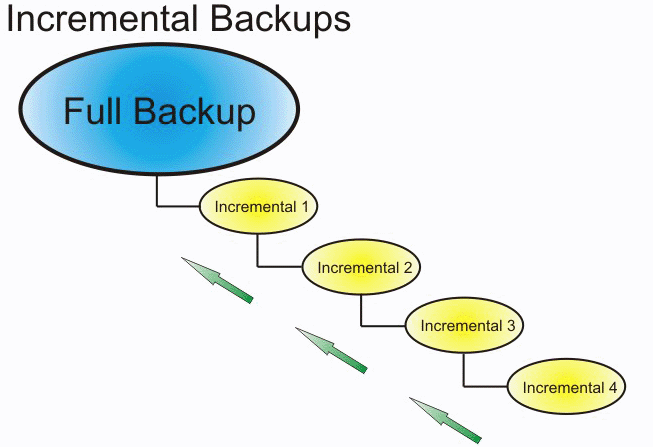 Incremental Backups
Full Backup
Incremental 1
Incremental 2
Incremental 3
Incremental 4